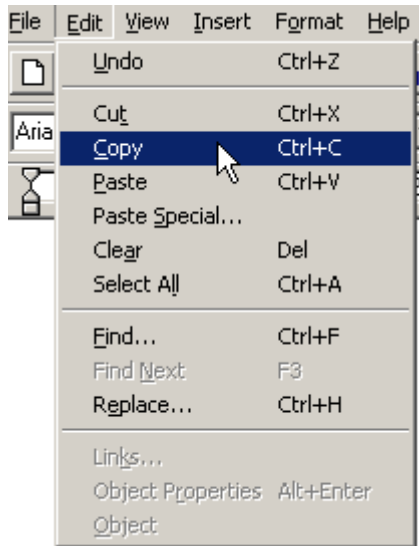 File Edit View Insert Format Help
Undo Ctrl+Z
Cut Ctrl+X
Aria
Copy Ctrl+C
Paste Ctrl+V
Paste Special...
Clear Del
Select All Ctrl+A
Find... Ctrl+F
Find Next F3
Replace... Ctrl+H
Links...
Object Properties Alt+Enter
Object